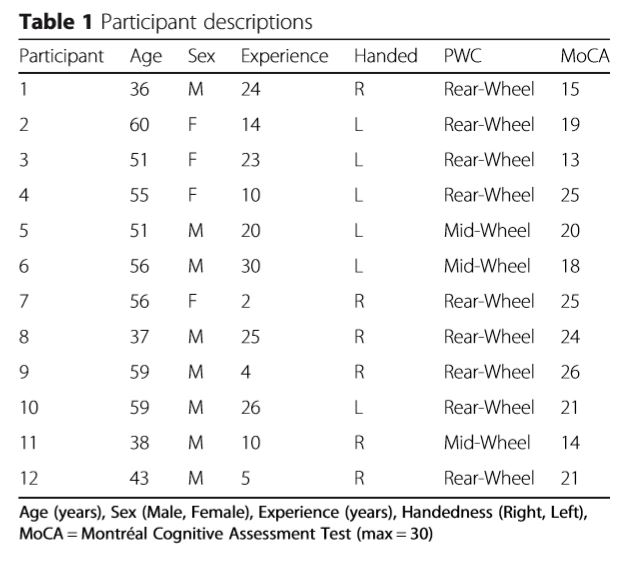 Table 1 Participant descriptions
Participant Age Sex Experience Handed PWC MoCA
1 36 M 24 R Rear-Wheel 15
2 60 F 14 L Rear-Wheel 19
3 51 F 23 L Rear-Wheel 13
4 55 F 10 L Rear-Wheel 25
5 51 M 20 L Mid-Wheel 20
6 56 M 30 L Mid-Wheel 18
7 56 F 2 R Rear-Wheel 25
8 37 M 25 R Rear-Wheel 24
9 59 M 4 R Rear-Wheel 26
10 59 M 26 L Rear-Wheel 21
11 38 M 10 R Mid-Wheel 14
12 43 M 5 R Rear-Wheel 21
Age (years), Sex (Male, Female), Experience (years), Handedness (Right, Left),
MoCA = Montréal Cognitive Assessment Test (max = 30)